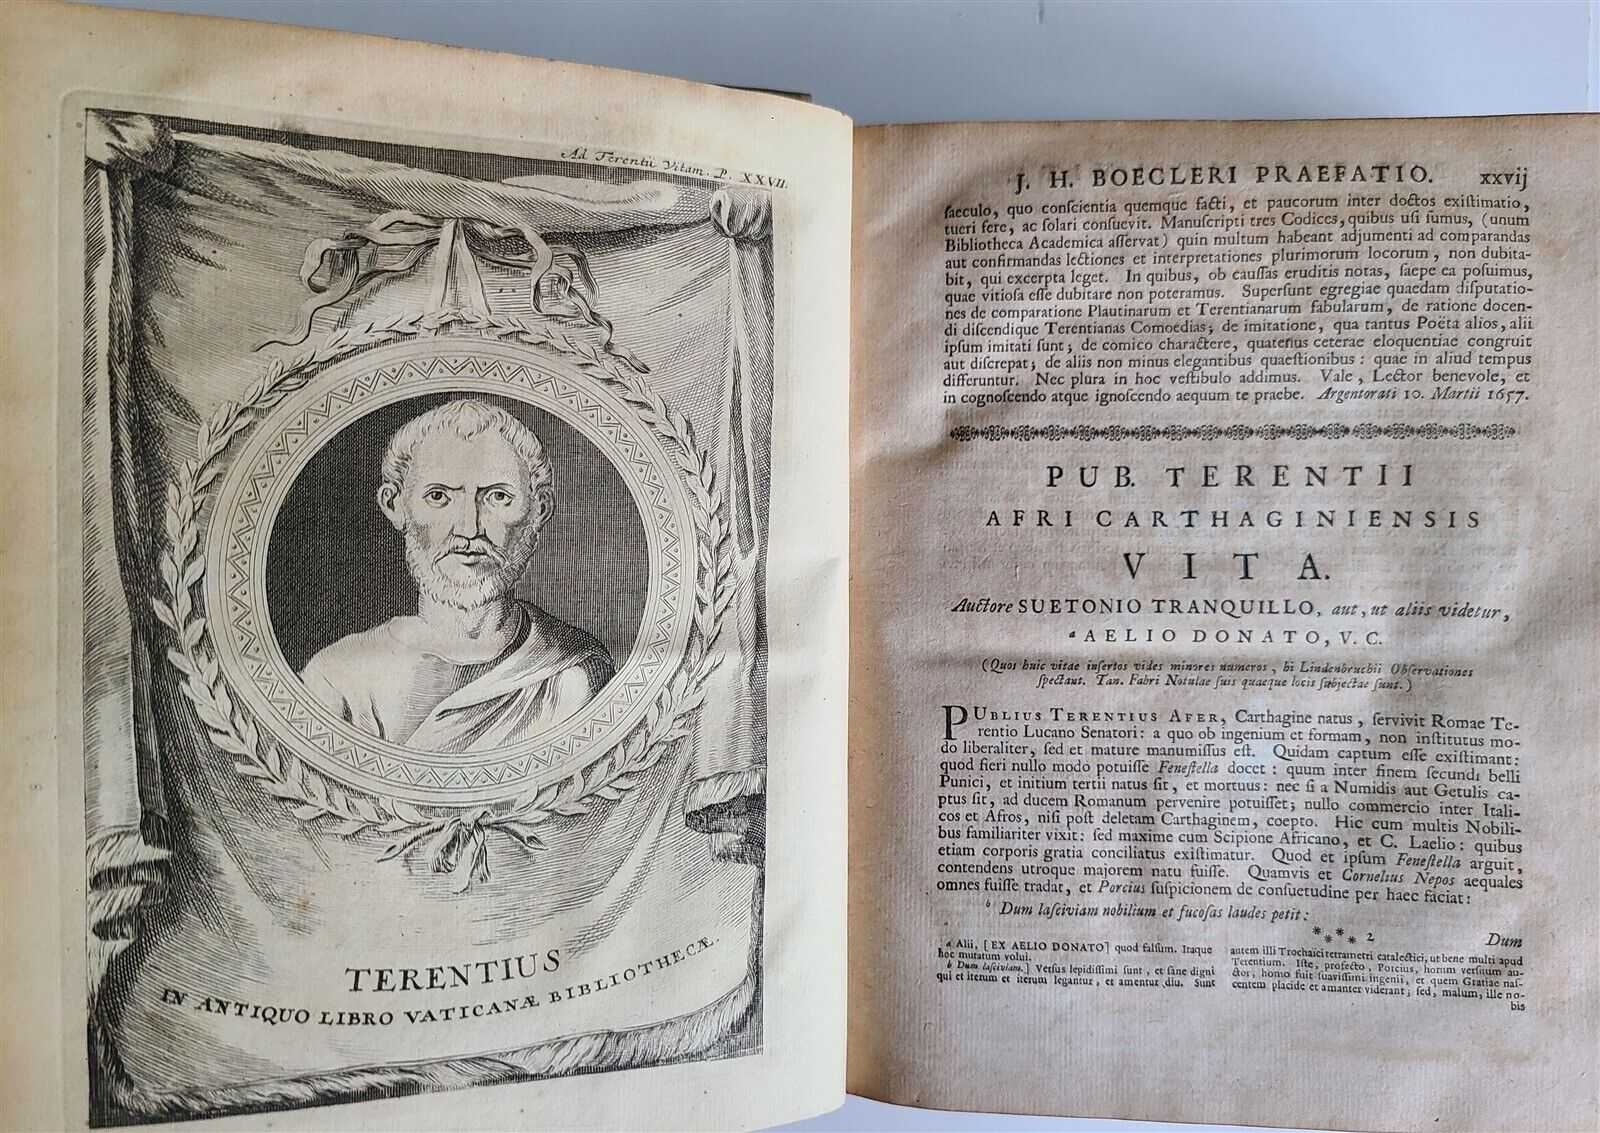 Ad Terentii Vitam. P. XXVII.
TERENTIUS
IN ANTIQUO LIBRO VATICANÆ BIBLIOTHECÆ.
J. H. BOECLERI PRAEFATIO. xxvij
ſaeculo, quo conſcientia quemque facti, et paucorum inter doctos exiſtimatio,
tueri fere, ac ſolari conſuevit. Manuſcripti tres Codices, quibus uſi ſumus, (unum
Bibliotheca Academica aſſervat) quin multum habeant adjumenti ad comparandas
aut confirmandas lectiones et interpretationes plurimorum locorum, non dubita-
bit, qui excerpta leget. In quibus, ob cauſſas eruditis notas, ſaepe ea poſuimus,
quae vitioſa eſſe dubitare non poteramus. Superſunt egregiae quaedam diſputatio-
nes de comparatione Plautinarum et Terentianarum fabularum, de ratione docen-
di diſcendique Terentianas Comoedias; de imitatione, qua tantus Poëta alios, alii
ipſum imitati ſunt; de comico charactere, quatenus ceterae eloquentiae congruit
aut diſcrepat; de aliis non minus elegantibus quaeſtionibus: quae in aliud tempus
differuntur. Nec plura in hoc veſtibulo addimus. Vale, Lector benevole, et
in cognoſcendo atque ignoſcendo aequum te praebe. Argentorati 10. Martii 1657.
PUB. TERENTII
AFRI CARTHAGINIENSIS
VITA.
Auctore SUETONIO TRANQUILLO, aut, ut aliis videtur,
a AELIO DONATO, V. C.
(Quos huic vitae inſertos vides minores numeros, hi Lindenbruchii Obſervationes
ſpectant. Tan. Fabri Notulae ſuis quaeque locis ſubjectae ſunt.)
PUBLIUS TERENTIUS AFER, Carthagine natus, ſervivit Romae Te-
rentio Lucano Senatori: a quo ob ingenium et formam, non inſtitutus mo-
do liberaliter, ſed et mature manumiſſus eſt. Quidam captum eſſe exiſtimant:
quod fieri nullo modo potuiſſe Feneſtella docet: quum inter finem ſecundi belli
Punici, et initium tertii natus ſit, et mortuus: nec ſi a Numidis aut Getulis ca-
ptus ſit, ad ducem Romanum pervenire potuiſſet; nullo commercio inter Itali-
cos et Afros, niſi poſt deletam Carthaginem, coepto. Hic cum multis Nobili-
bus familiariter vixit: ſed maxime cum Scipione Africano, et C. Laelio: quibus
etiam corporis gratia conciliatus exiſtimatur. Quod et ipſum Feneſtella arguit,
contendens utroque majorem natu fuiſſe. Quamvis et Cornelius Nepos aequales
omnes fuiſſe tradat, et Porcius ſuſpicionem de conſuetudine per haec faciat:
b Dum laſciviam nobilium et fucoſas laudes petit:
**** 2 Dum
a Alii, [EX AELIO DONATO] quod falſum. Itaque
hoc mutatum volui.
b Dum laſciviam.] Verſus lepidiſſimi ſunt, et ſane digni
qui et iterum et iterum legantur, et amentur diu. Sunt
autem illi Trochaïci tetrametri catalectici, ut bene multi apud
Terentium. Iſte, profecto, Porcius, horum verſuum au-
ctor, homo fuit ſuaviſſimi ingenii, et quem Gratiae naſ-
centem placide et amanter viderant; ſed, malum, ille no-
bis